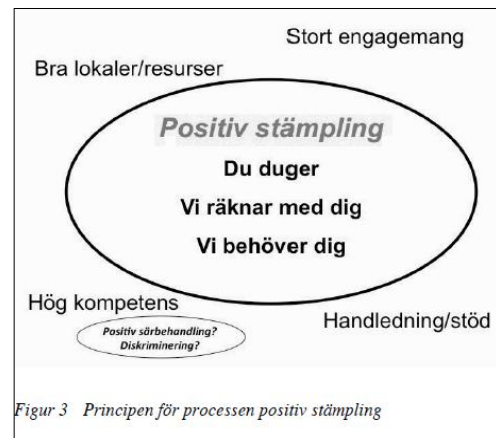 Stort engagemang
Bra lokaler/resurser
Positiv stämpling
Du duger
Vi räknar med dig
Vi behöver dig
Hög kompetens
Handledning/stöd
Positiv särbehandling?
Diskriminering?
Figur 3 Principen för processen positiv stämpling